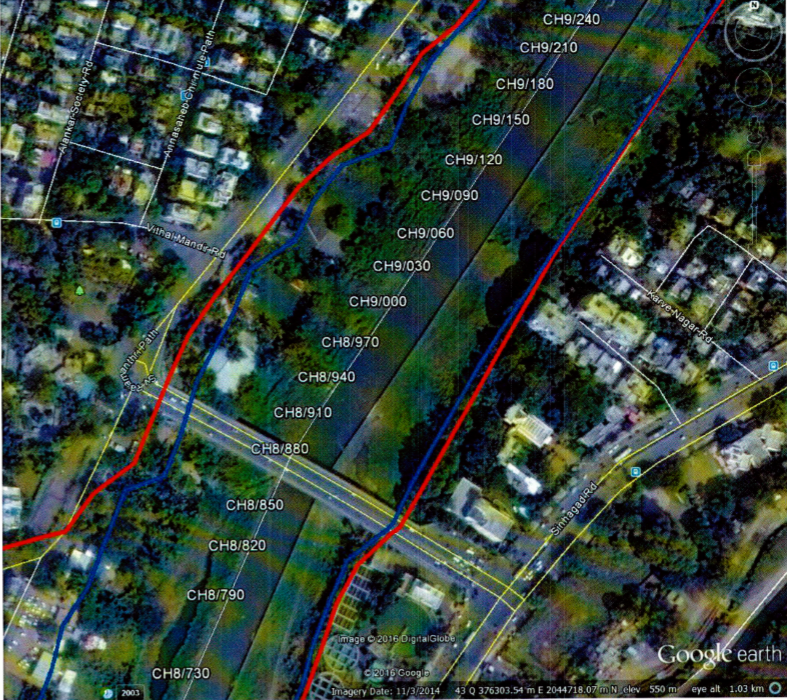 N
CH9/240
CH9/210
CH9/180
CH9/150
CH9/120
CH9/090
CH9/060
CH9/030
CH9/000
CH8/970
CH8/940
CH8/910
CH8/880
CH8/850
CH8/820
CH8/790
CH8/730
Alankar Society Rd
Vithal Mandir Rd
Karve Nagar Rd
Sinhagad Rd
Image © 2016 DigitalGlobe
© 2016 Google
Google earth
2003
Imagery Date: 11/3/2014 43 Q 376303.54 m E 2044718.07 m N elev 550 m eye alt 1.03 km